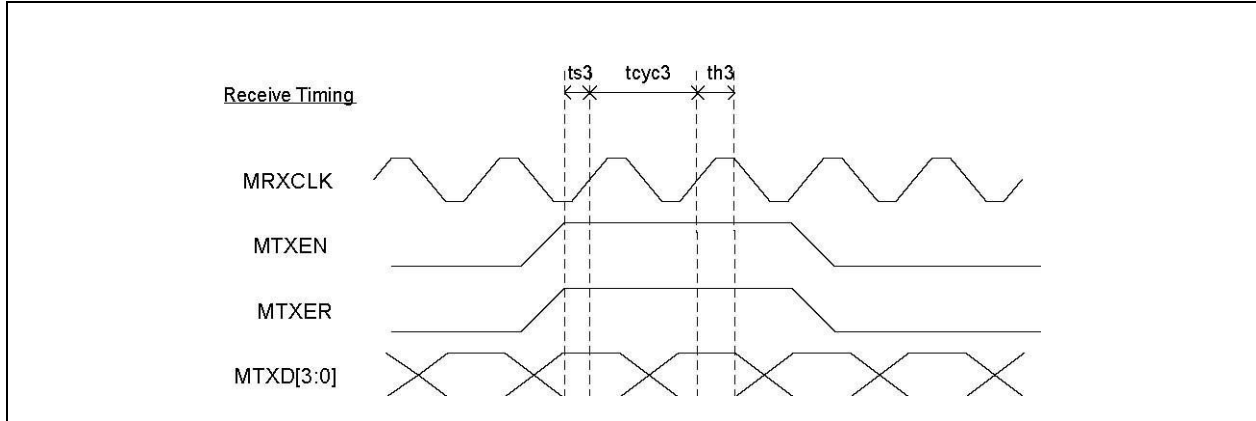 ts3 tcyc3 th3
Receive Timing
MRXCLK
MTXEN
MTXER
MTXD[3:0]